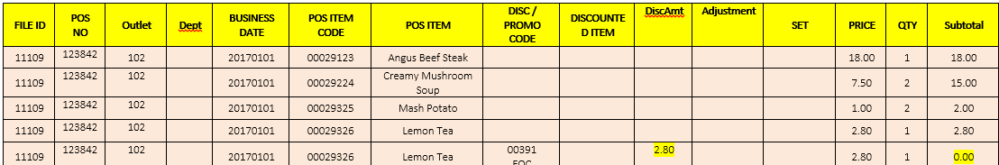 FILE ID POS NO Outlet Dept BUSINESS DATE POS ITEM CODE POS ITEM DISC / PROMO CODE DISCOUNTE D ITEM DiscAmt Adjustment SET PRICE QTY Subtotal
11109 123842 102 20170101 00029123 Angus Beef Steak 18.00 1 18.00
11109 123842 102 20170101 00029224 Creamy Mushroom Soup 7.50 2 15.00
11109 123842 102 20170101 00029325 Mash Potato 1.00 2 2.00
11109 123842 102 20170101 00029326 Lemon Tea 2.80 1 2.80
11109 123842 102 20170101 00029326 Lemon Tea 00391 2.80 2.80 1 0.00